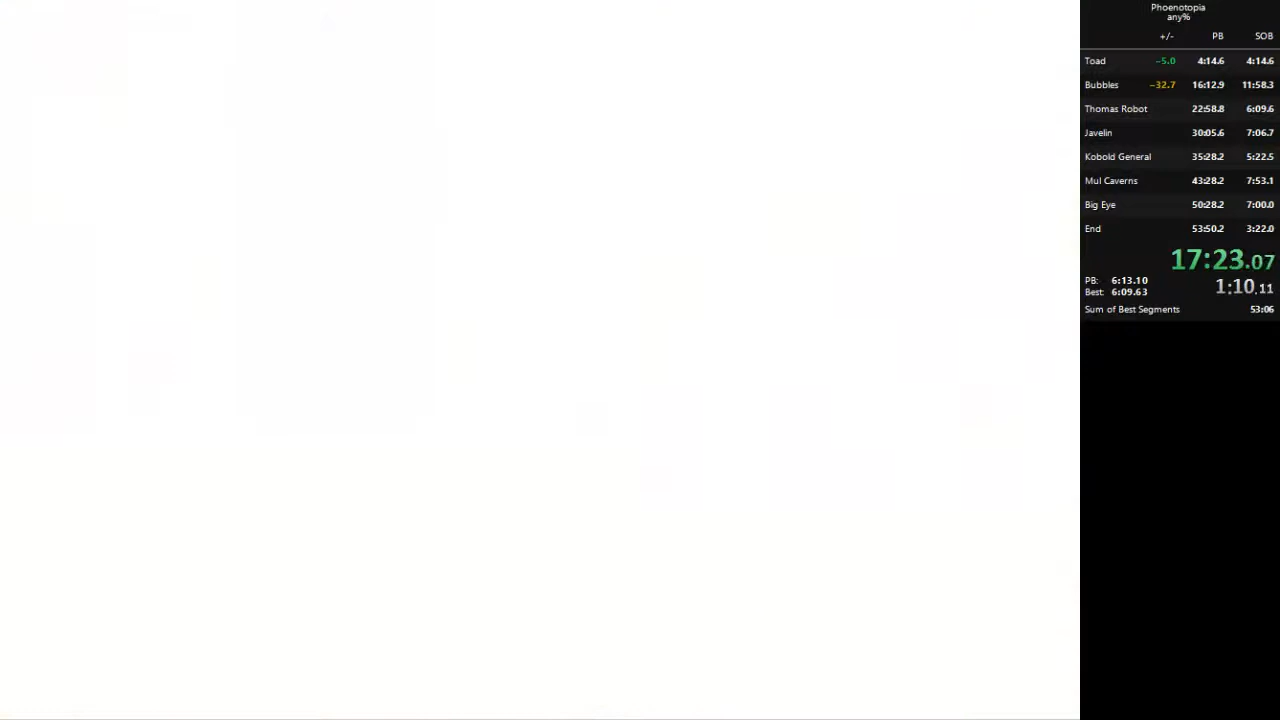 Phoenotopia
any%
+/- PB SOB
Toad -5.0 4:14.6 4:14.6
Bubbles -32.7 16:12.9 11:58.3
Thomas Robot 22:58.8 6:09.6
Javelin 30:05.6 7:06.7
Kobold General 35:28.2 5:22.5
Mul Caverns 43:28.2 7:53.1
Big Eye 50:28.2 7:00.0
End 53:50.2 3:22.0
17:23.07
PB: 6:13.10 1:10.11
Best: 6:09.63
Sum of Best Segments 53:06